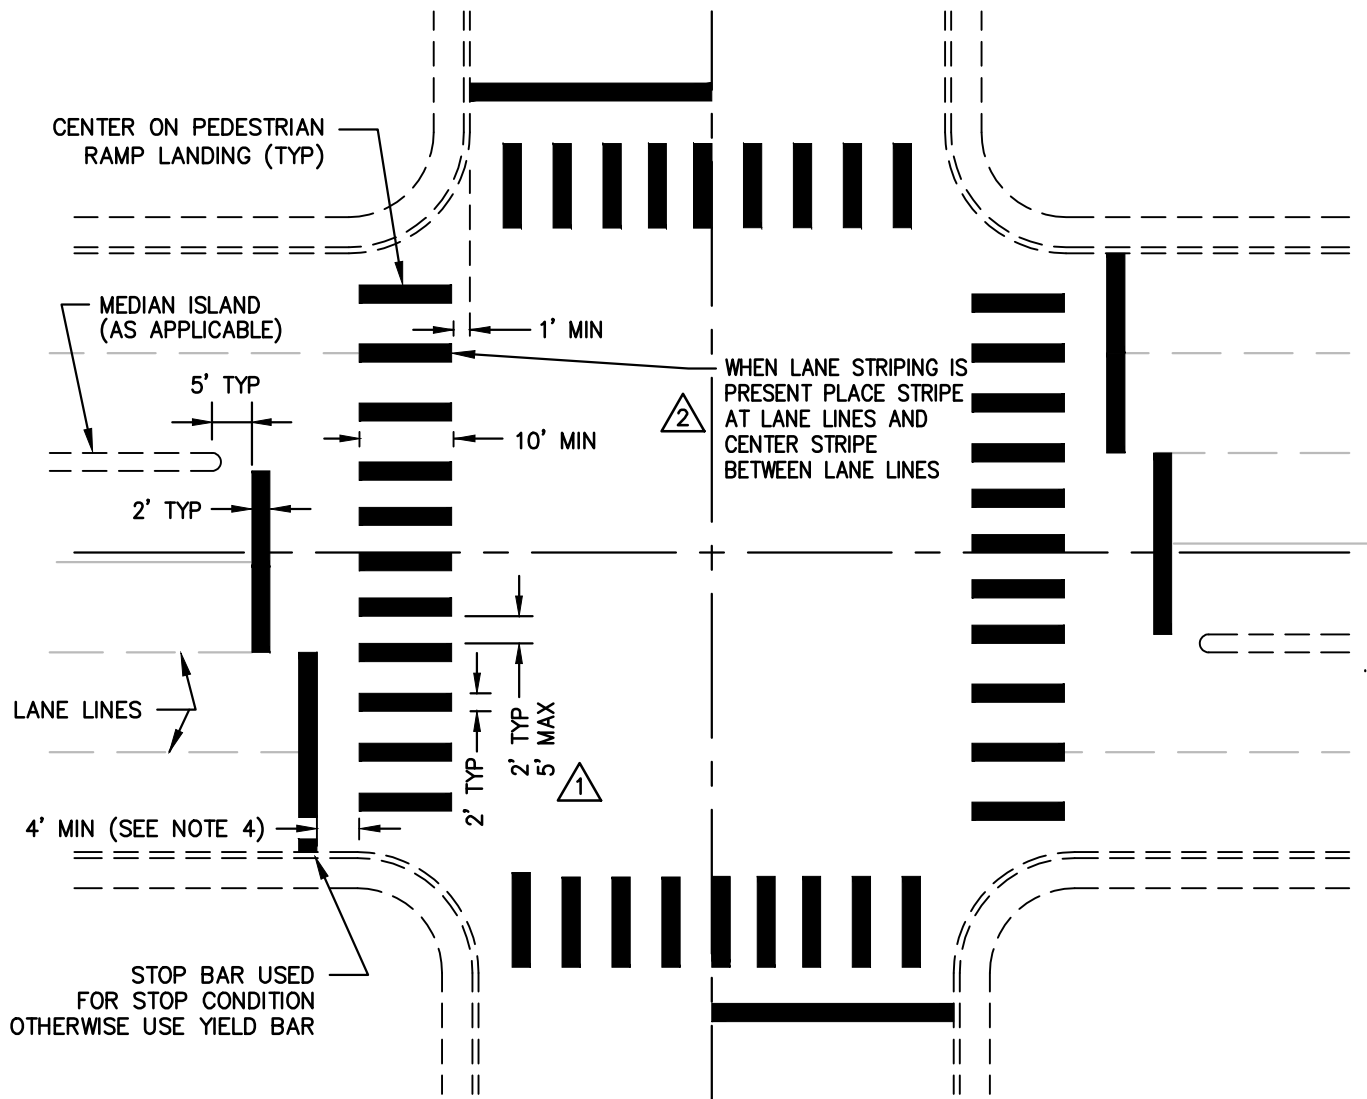 CENTER ON PEDESTRIAN
RAMP LANDING (TYP)
MEDIAN ISLAND
(AS APPLICABLE)
1' MIN
5' TYP
WHEN LANE STRIPING IS
PRESENT PLACE STRIPE
AT LANE LINES AND
CENTER STRIPE
BETWEEN LANE LINES
2
10' MIN
2' TYP
LANE LINES
2' TYP
5' MAX
1
2' TYP
4' MIN (SEE NOTE 4)
STOP BAR USED
FOR STOP CONDITION
OTHERWISE USE YIELD BAR